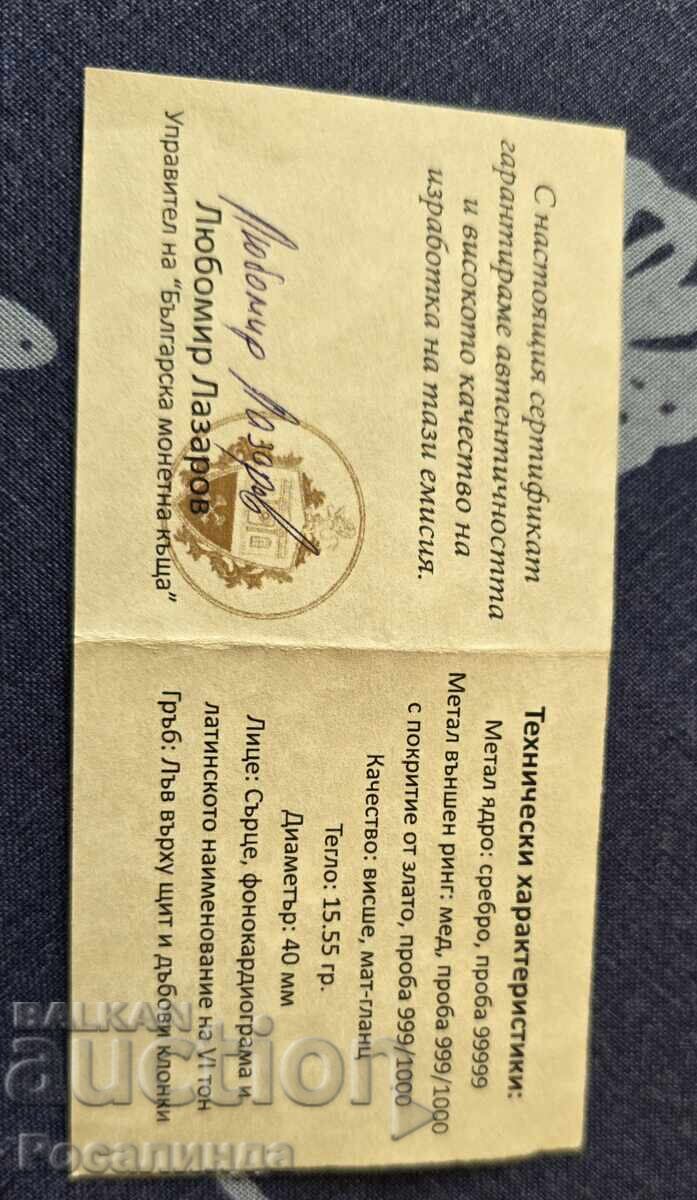 С настоящия сертификат
гарантираме автентичността
и високото качество на
изработка на тази емисия.
Любомир Лазаров
Любомир Лазаров
Управител на “Българска монетна къща”
Технически характеристики:
Метал ядро: сребро, проба 99999
Метал външен ринг: мед, проба 999/1000
с покритие от злато, проба 999/1000
Качество: висше, мат-гланц
Тегло: 15.55 гр.
Диаметър: 40 мм
Лице: Сърце, фонокардиограма и
латинското наименование на VI тон
Гръб: Лъв върху щит и дъбови клонки
BALKAN
auction
Росалинда